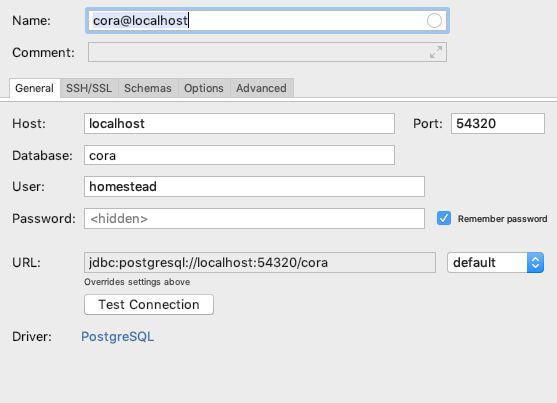 Name: cora@localhost
Comment:
General SSH/SSL Schemas Options Advanced
Host: localhost Port: 54320
Database: cora
User: homestead
Password: <hidden> Remember password
URL: jdbc:postgresql://localhost:54320/cora default
Overrides settings above
Test Connection
Driver: PostgreSQL